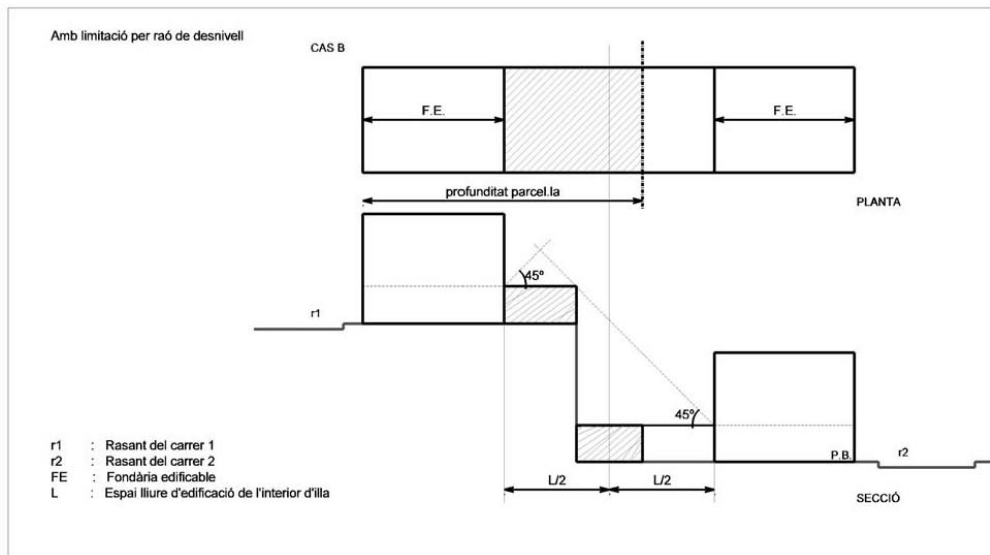 Amb limitació per raó de desnivell
CAS B
F.E.
F.E.
profunditat parcel.la
PLANTA
45º
r1
45º
P.B.
r2
L/2
L/2
SECCIÓ
r1 : Rasant del carrer 1
r2 : Rasant del carrer 2
FE : Fondària edificable
L : Espai lliure d'edificació de l'interior d'illa